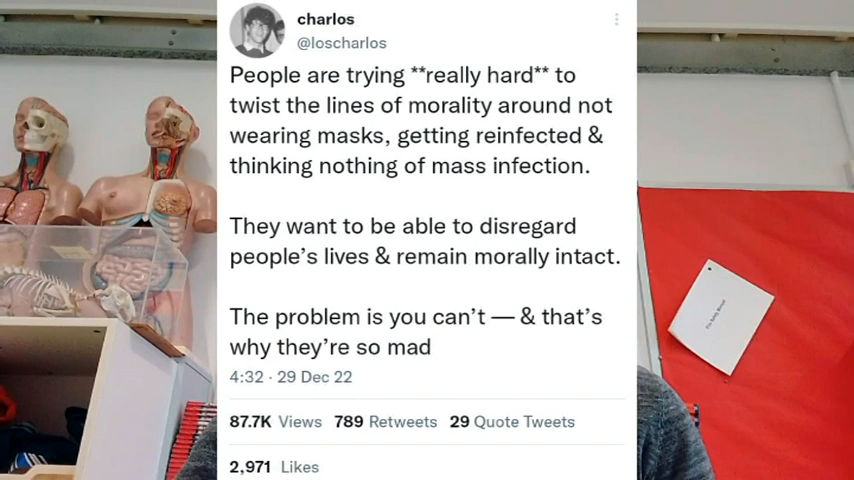 charlos
@loscharlos
People are trying **really hard** to
twist the lines of morality around not
wearing masks, getting reinfected &
thinking nothing of mass infection.
They want to be able to disregard
people's lives & remain morally intact.
The problem is you can't — & that's
why they're so mad
4:32 · 29 Dec 22
87.7K Views 789 Retweets 29 Quote Tweets
2,971 Likes